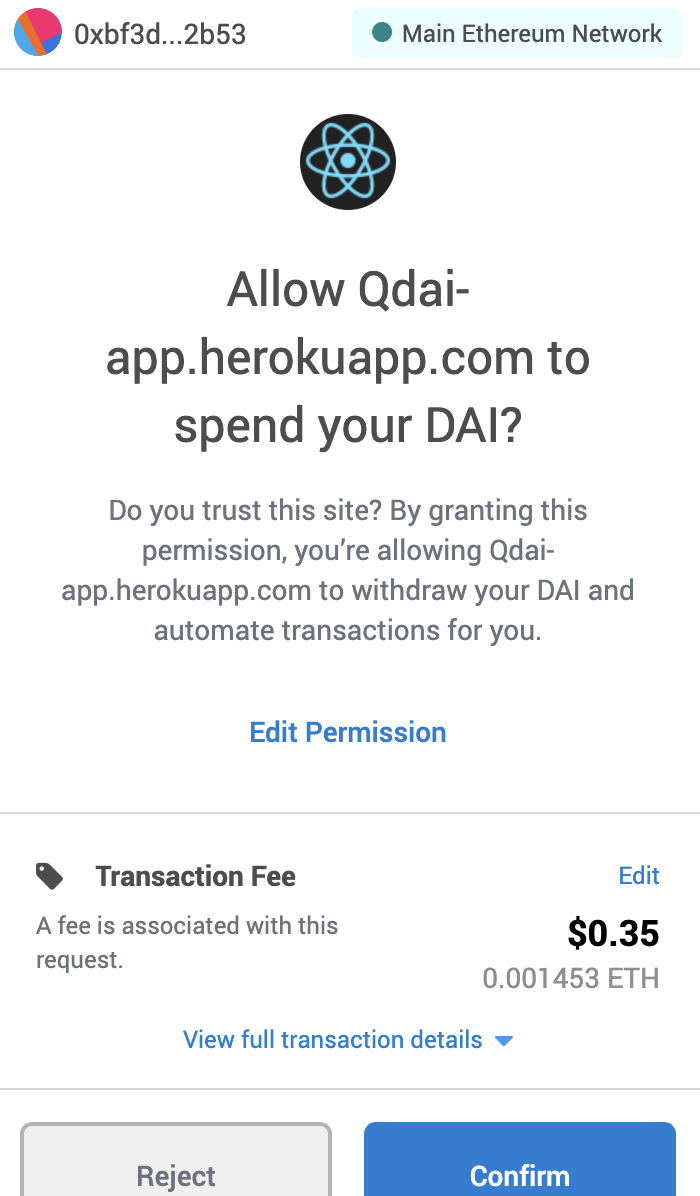 0xbf3d...2b53
Main Ethereum Network
Allow Qdai-
app.herokuapp.com to
spend your DAI?
Do you trust this site? By granting this
permission, you’re allowing Qdai-
app.herokuapp.com to withdraw your DAI and
automate transactions for you.
Edit Permission
Transaction Fee
Edit
A fee is associated with this
request.
$0.35
0.001453 ETH
View full transaction details
Reject
Confirm